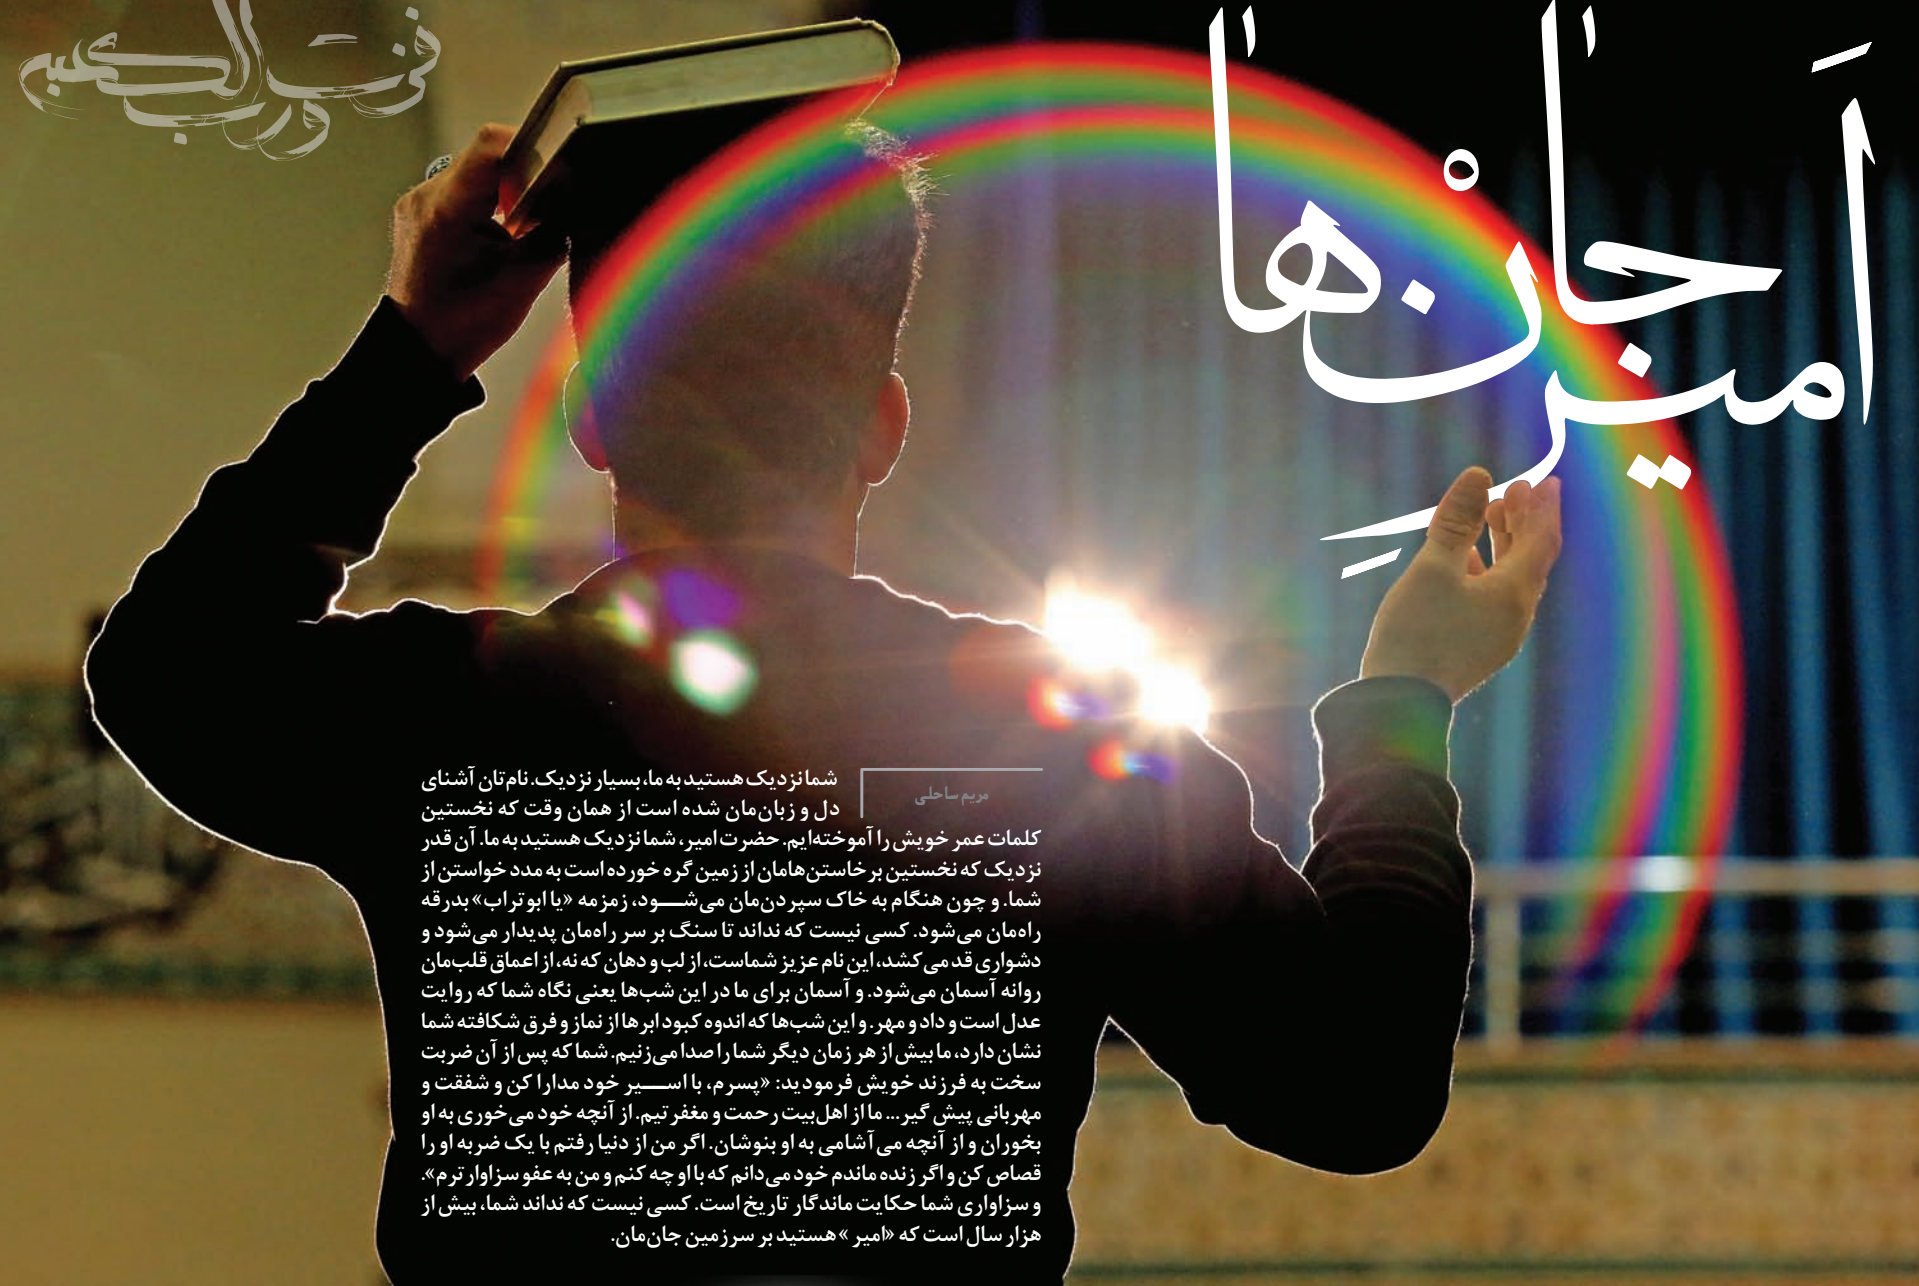 اَمیرِ
جانْ‌ها
فزت و رب الکعبه
مریم ساحلی
شما نزدیک هستید به ما، بسیار نزدیک. نام‌تان آشنای
دل و زبان‌مان شده است از همان وقت که نخستین
کلمات عمر خویش را آموخته‌ایم. حضرت امیر، شما نزدیک هستید به ما. آن قدر
نزدیک که نخستین برخاستن‌هامان از زمین گره خورده است به مدد خواستن از
شما. و چون هنگام به خاک سپردن‌مان می‌شـــود، زمزمه «یا ابوتراب» بدرقه
راه‌مان می‌شود. کسی نیست که نداند تا سنگ بر سر راه‌مان پدیدار می‌شود و
دشواری قد می‌کشد، این نام عزیز شماست، از لب و دهان که نه، از اعماق قلب‌مان
روانه آسمان می‌شود. و آسمان برای ما در این شب‌ها یعنی نگاه شما که روایت
عدل است و داد و مهر. و این شب‌ها که اندوه کبود ابرها از نماز و فرق شکافته شما
نشان دارد، ما بیش از هر زمان دیگر شما را صدا می‌زنیم. شما که پس از آن ضربت
سخت به فرزند خویش فرمودید: «پسرم، با اســـیر خود مدارا کن و شفقت و
مهربانی پیش گیر... ما از اهل‌بیت رحمت و مغفرتیم. از آنچه خود می‌خوری به او
بخوران و از آنچه می‌آشامی به او بنوشان. اگر من از دنیا رفتم با یک ضربه او را
قصاص کن و اگر زنده ماندم خود می‌دانم که با او چه کنم و من به عفو سزاوارترم».
و سزاواری شما حکایت ماندگار تاریخ است. کسی نیست که نداند شما، بیش از
هزار سال است که «امیر» هستید بر سرزمین جان‌مان.